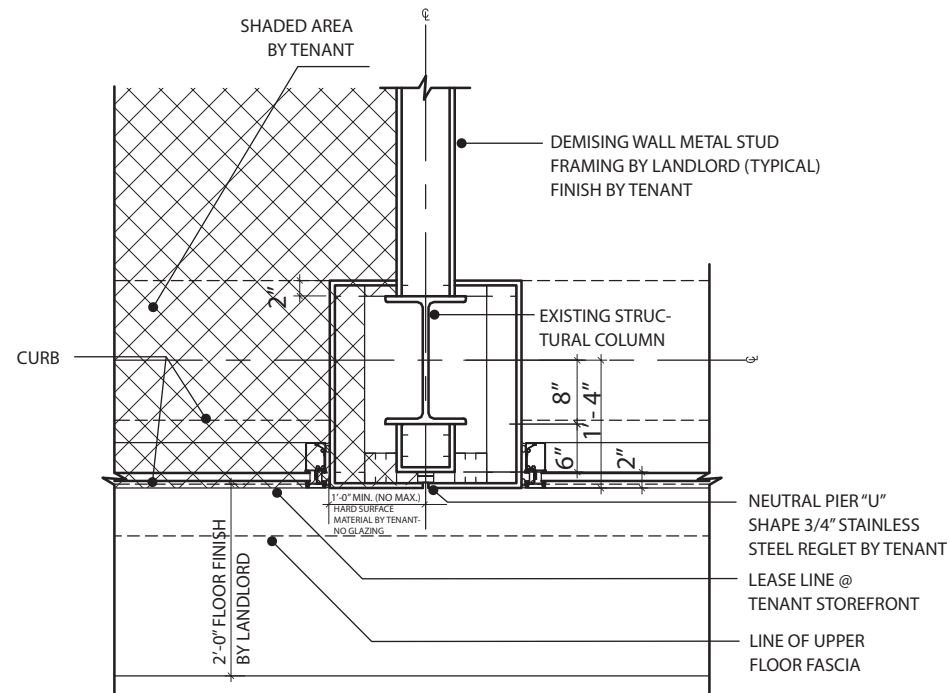 ℄
SHADED AREA
BY TENANT
DEMISING WALL METAL STUD
FRAMING BY LANDLORD (TYPICAL)
FINISH BY TENANT
2"
EXISTING STRUC-
TURAL COLUMN
CURB
℄
8"
1'- 4"
6"
2"
1'-0" MIN. (NO MAX.)
HARD SURFACE
MATERIAL BY TENANT-
NO GLAZING
NEUTRAL PIER "U"
SHAPE 3/4" STAINLESS
STEEL REGLET BY TENANT
LEASE LINE @
TENANT STOREFRONT
LINE OF UPPER
FLOOR FASCIA
2'-0" FLOOR FINISH
BY LANDLORD